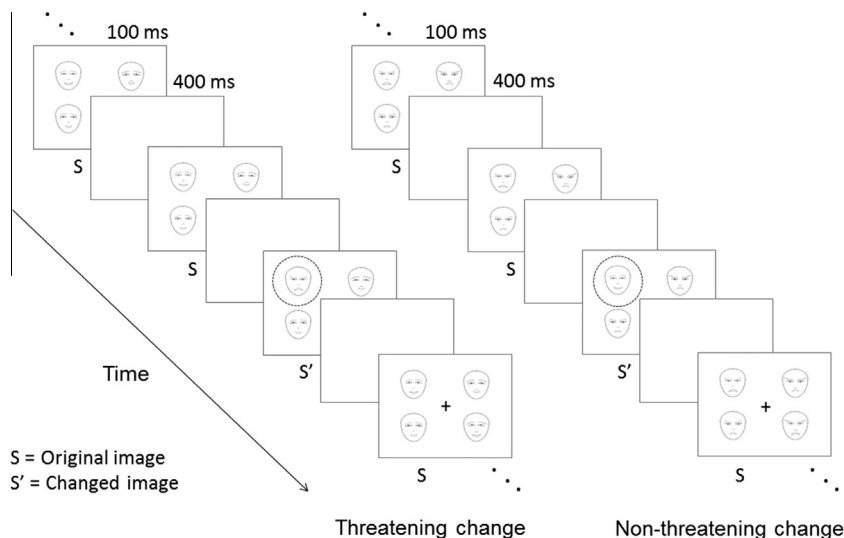 100 ms
400 ms
S
S
S'
S
100 ms
400 ms
S
S
S'
S
Time
S = Original image
S' = Changed image
Threatening change
Non-threatening change